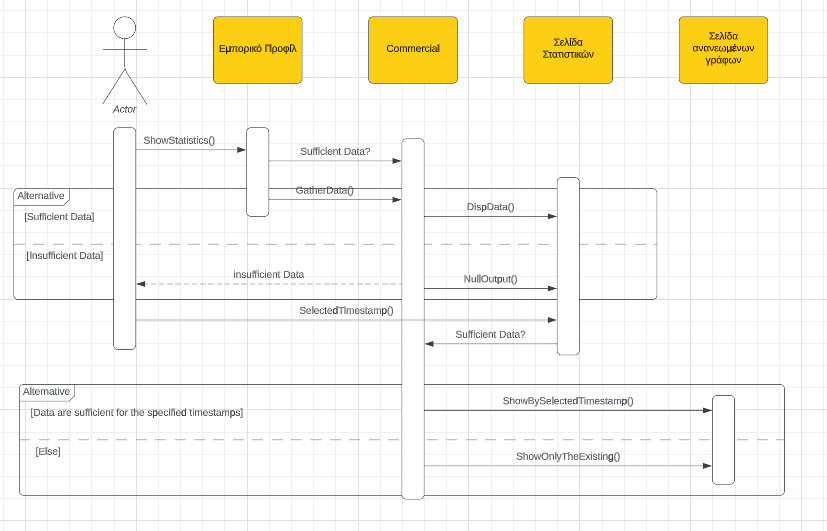 Εμπορικό Προφίλ
Commercial
Σελίδα
Στατιστικών
Σελίδα
ανανεωμένων
γράφων
Actor
ShowStatistics()
Sufficient Data?
GatherData()
Alternative
[Sufficient Data]
DispData()
[Insufficient Data]
insufficient Data
NullOutput()
SelectedTImestamp()
Sufficient Data?
Alternative
ShowBySelectedTimestamp()
[Data are sufficient for the specified timestamps]
[Else]
ShowOnlyTheExisting()